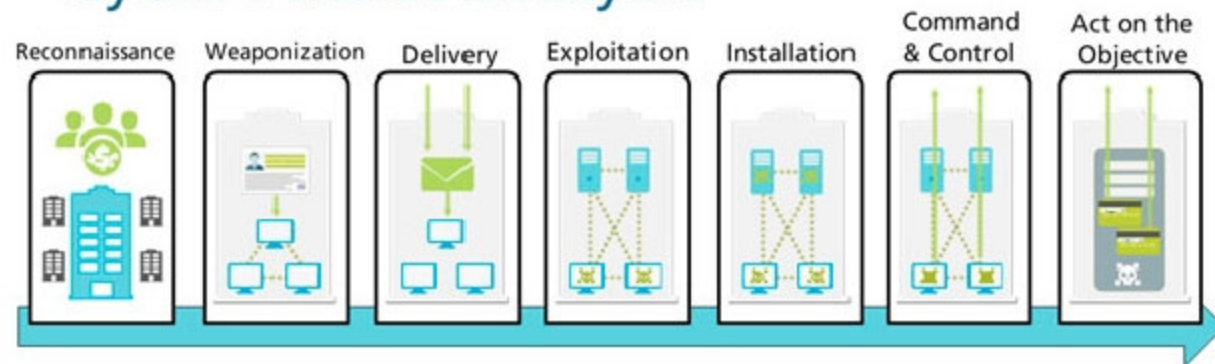 Reconnaissance
Weaponization
Delivery
Exploitation
Installation
Command
& Control
Act on the
Objective